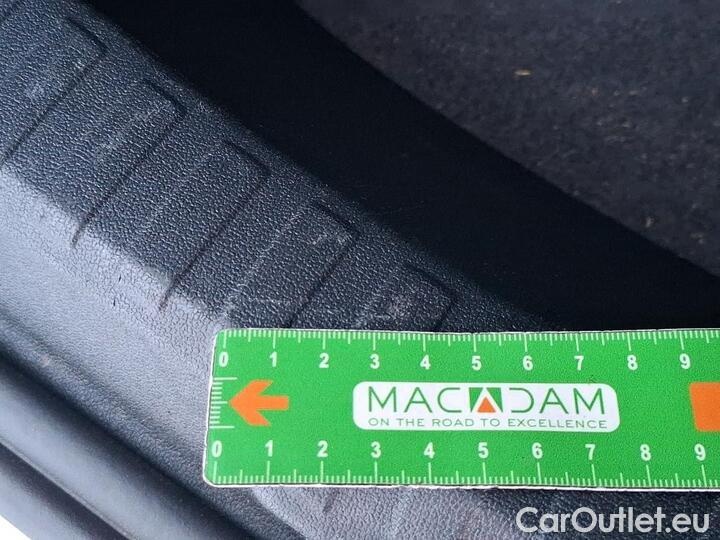 0 1 2 3 4 5 6 7 8 9
MACADAM
ON THE ROAD TO EXCELLENCE
0 1 2 3 4 5 6 7 8 9
CarOutlet.eu